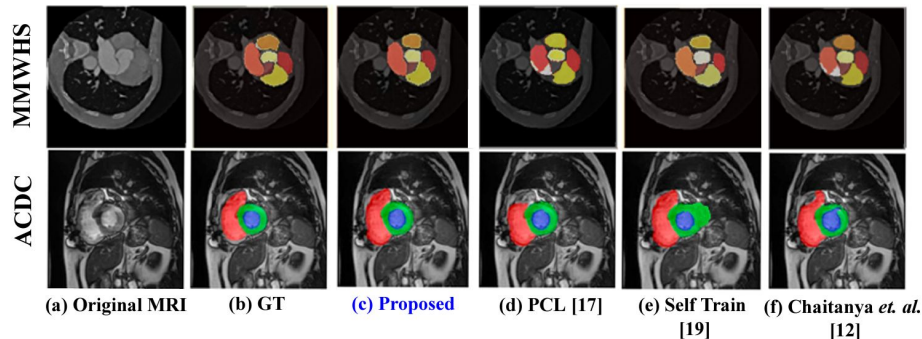 MMWHS
ACDC
(a) Original MRI (b) GT (c) Proposed (d) PCL [17] (e) Self Train (f) Chaitanya et. al.
[19] [12]